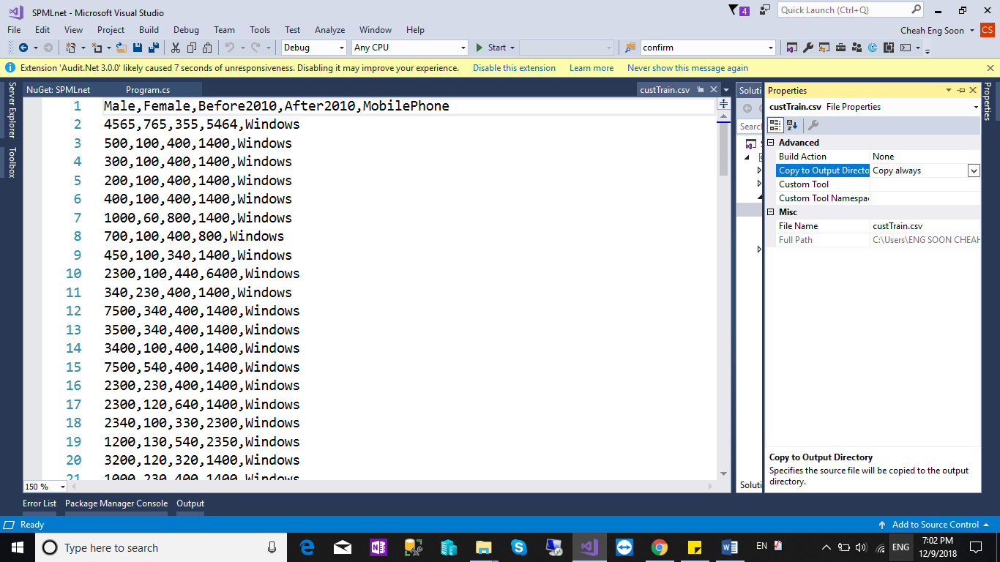 SPMLnet - Microsoft Visual Studio
4
Quick Launch (Ctrl+Q)
File Edit View Project Build Debug Team Tools Test Analyze Window Help
Cheah Eng Soon CS
Debug Any CPU Start confirm
Extension 'Audit.Net 3.0.0' likely caused 7 seconds of unresponsiveness. Disabling it may improve your experience. Disable this extension Learn more Never show this message again
Server Explorer
Toolbox
NuGet: SPMLnet Program.cs custTrain.csv
1 Male,Female,Before2010,After2010,MobilePhone
2 4565,765,355,5464,Windows
3 500,100,400,1400,Windows
4 300,100,400,1400,Windows
5 200,100,400,1400,Windows
6 400,100,400,1400,Windows
7 1000,60,800,1400,Windows
8 700,100,400,800,Windows
9 450,100,340,1400,Windows
10 2300,100,440,6400,Windows
11 340,230,400,1400,Windows
12 7500,340,400,1400,Windows
13 3500,340,400,1400,Windows
14 3400,100,400,1400,Windows
15 7500,540,400,1400,Windows
16 2300,230,400,1400,Windows
17 2300,120,640,1400,Windows
18 2340,100,330,2300,Windows
19 1200,130,540,2350,Windows
20 3200,120,320,1400,Windows
21 1000,230,400,1400,Windows
150 %
Soluti
Searc
Soluti
Properties
custTrain.csv File Properties
Advanced
Build Action None
Copy to Output Directo Copy always
Custom Tool
Custom Tool Namespa
Misc
File Name custTrain.csv
Full Path C:\Users\ENG SOON CHEAH
Copy to Output Directory
Specifies the source file will be copied to the output
directory.
Properties
Error List Package Manager Console Output
Ready
Add to Source Control
Type here to search
EN
ENG
7:02 PM
12/9/2018